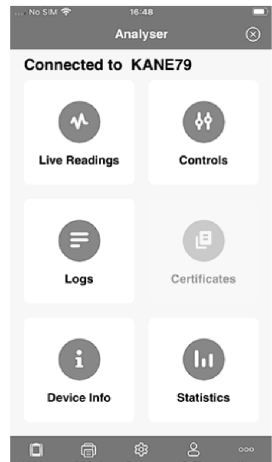 No SIM 16:48
Analyser
Connected to KANE79
Live Readings Controls
Logs Certificates
Device Info Statistics